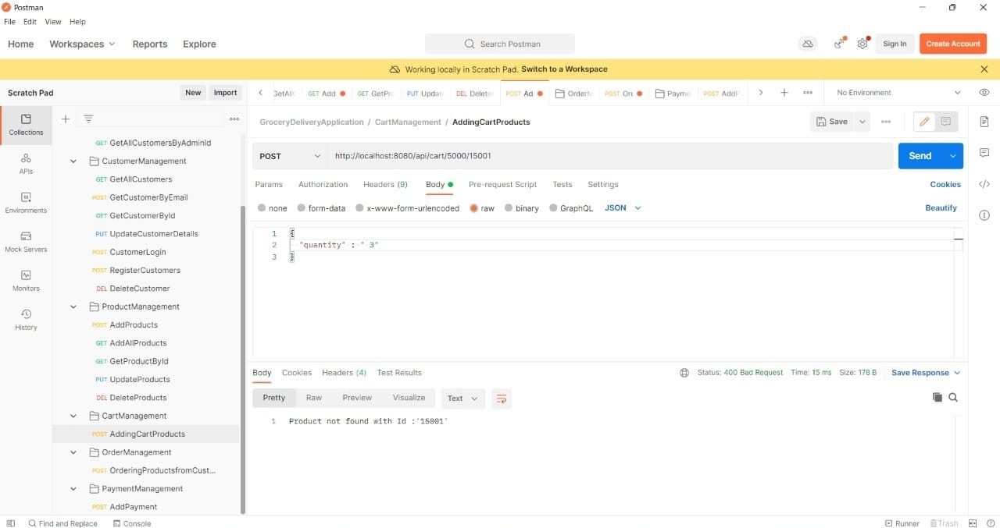 Postman
File Edit View Help
Home Workspaces Reports Explore Search Postman Sign In Create Account
Working locally in Scratch Pad. Switch to a Workspace
Scratch Pad New Import
GET Add GET GetPr PUT Updat DEL Delete POST Ad OrderM POST Orc Payme POST AddP No Environment
Collections
APIs
Environments
Mock Servers
Monitors
History
GET GetAllCustomersByAdminId
CustomerManagement
GET GetAllCustomers
POST GetCustomerByEmail
GET GetCustomerById
PUT UpdateCustomerDetails
POST CustomerLogin
POST RegisterCustomers
DEL DeleteCustomer
ProductManagement
POST AddProducts
GET AddAllProducts
GET GetProductById
PUT UpdateProducts
DEL DeleteProducts
CartManagement
POST AddingCartProducts
OrderManagement
POST OrderingProductsfromCust...
PaymentManagement
POST AddPayment
GroceryDeliveryApplication / CartManagement / AddingCartProducts Save
POST http://localhost:8080/api/cart/5000/15001 Send
Params Authorization Headers (9) Body Pre-request Script Tests Settings Cookies
none form-data x-www-form-urlencoded raw binary GraphQL JSON Beautify
1 {
2 "quantity" : " 3"
3 }
Body Cookies Headers (4) Test Results Status: 400 Bad Request Time: 15 ms Size: 178 B Save Response
Pretty Raw Preview Visualize Text
1 Product not found with Id :'15001'
Find and Replace Console Runner Trash